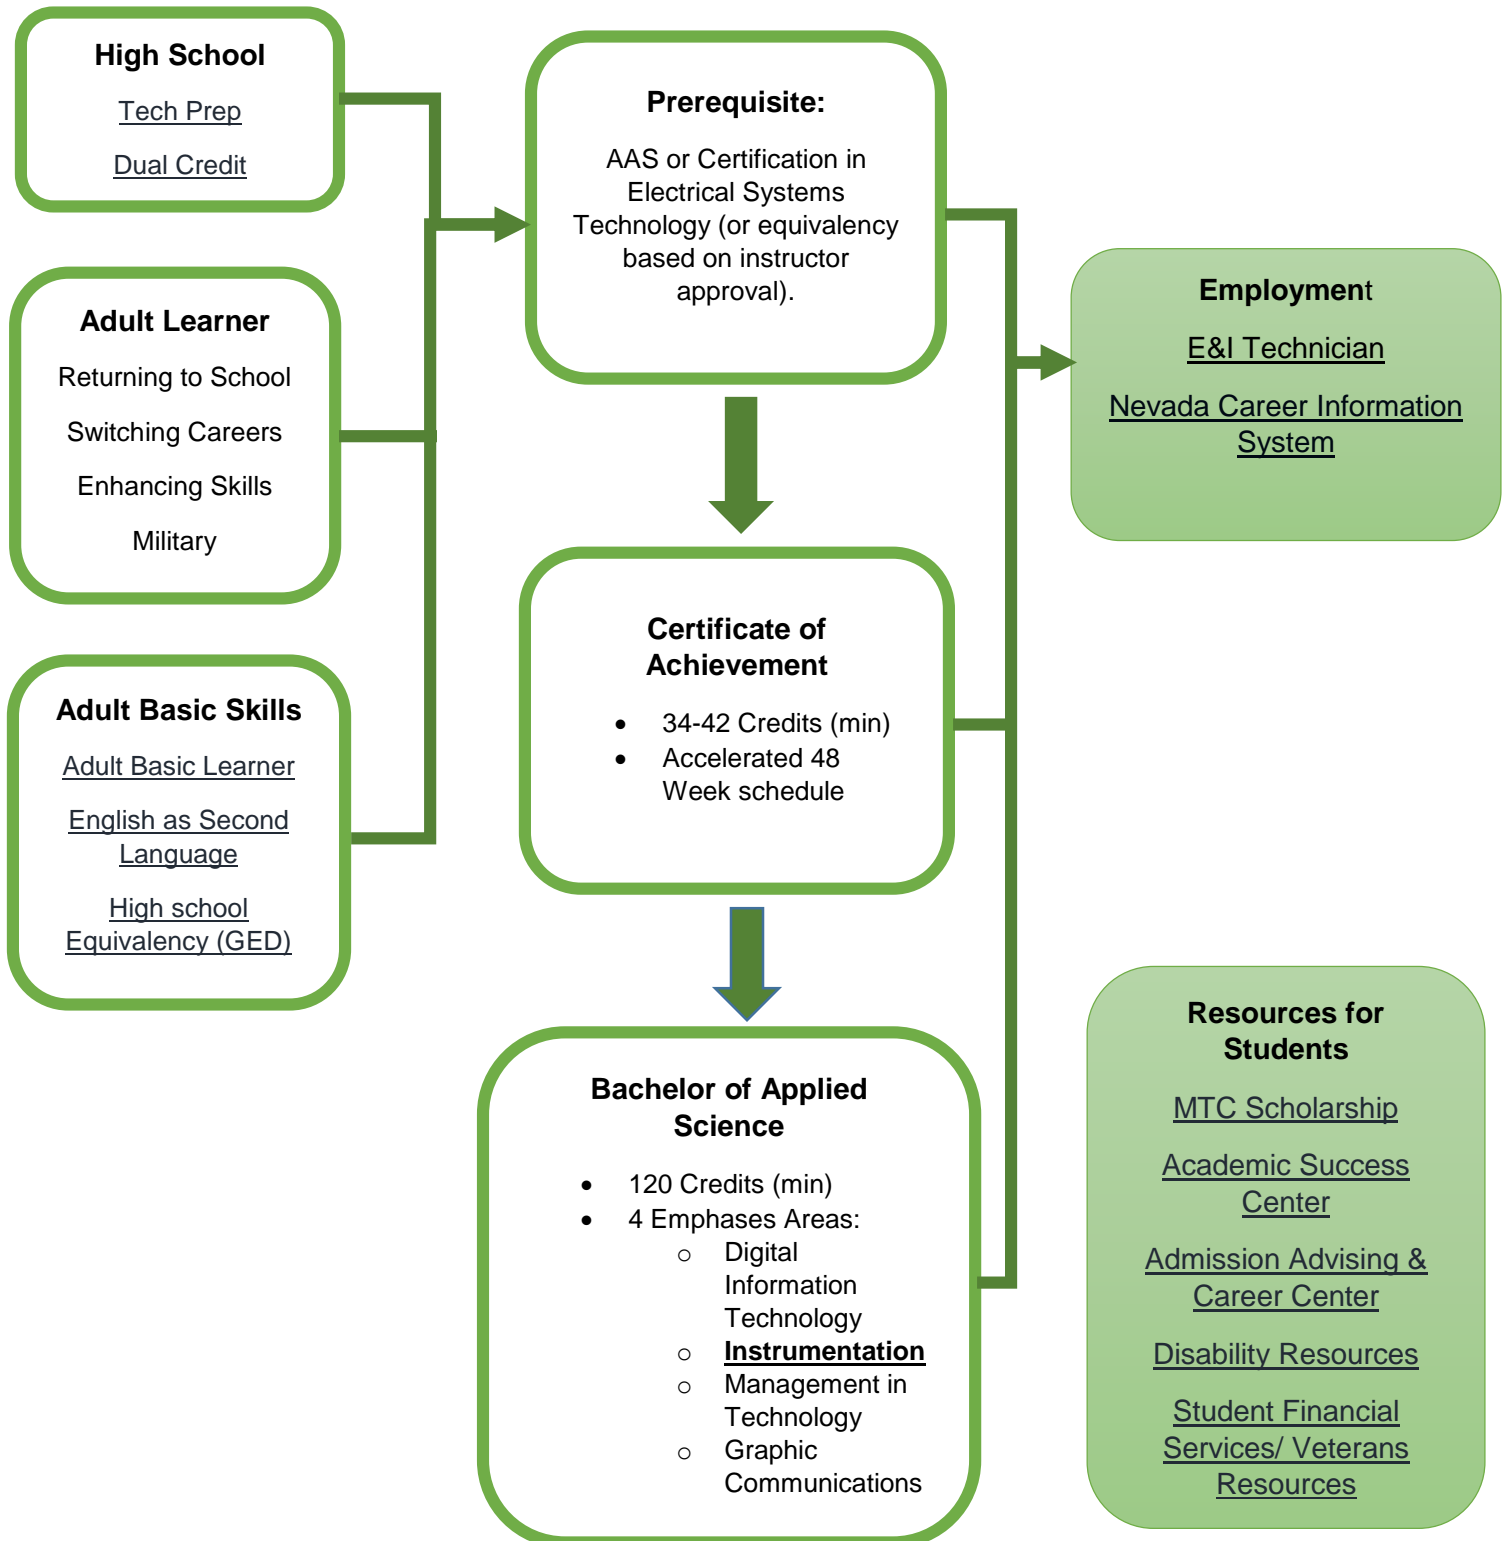 High School
Tech Prep
Dual Credit
Adult Learner
Returning to School
Switching Careers
Enhancing Skills
Military
Adult Basic Skills
Adult Basic Learner
English as Second
Language
High school
Equivalency (GED)
Prerequisite:
AAS or Certification in
Electrical Systems
Technology (or equivalency
based on instructor
approval).
Certificate of
Achievement
• 34-42 Credits (min)
• Accelerated 48
Week schedule
Bachelor of Applied
Science
• 120 Credits (min)
• 4 Emphases Areas:
o Digital
Information
Technology
o Instrumentation
o Management in
Technology
o Graphic
Communications
Employment
E&I Technician
Nevada Career Information
System
Resources for
Students
MTC Scholarship
Academic Success
Center
Admission Advising &
Career Center
Disability Resources
Student Financial
Services/ Veterans
Resources